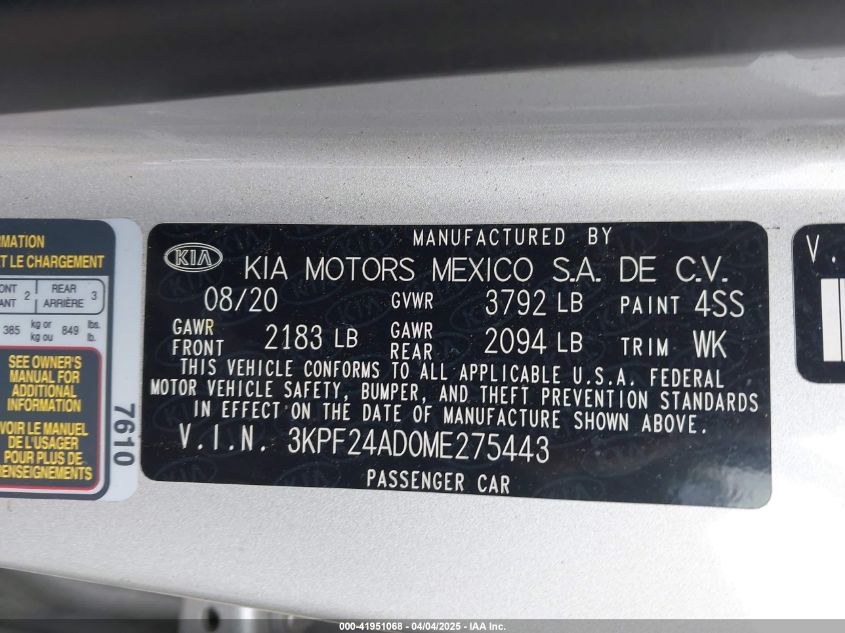 MANUFACTURED BY
KIA KIA MOTORS MEXICO S.A. DE C.V.
08/20 GVWR 3792 LB PAINT 4SS
GAWR FRONT 2183 LB GAWR REAR 2094 LB TRIM WK
THIS VEHICLE CONFORMS TO ALL APPLICABLE U.S.A. FEDERAL
MOTOR VEHICLE SAFETY, BUMPER, AND THEFT PREVENTION STANDARDS
IN EFFECT ON THE DATE OF MANUFACTURE SHOWN ABOVE.
V.I.N. 3KPF24AD0ME275443
PASSENGER CAR
LE CHARGEMENT
2 REAR ARRIÈRE 3
385 kg or kg ou 849 lbs. lb.
SEE OWNER'S
MANUAL FOR
ADDITIONAL
INFORMATION
VOIR LE MANUEL
DE L'USAGER
POUR PLUS DE
RENSEIGNEMENTS
7610
V.
000-41951068 - 04/04/2025 - IAA Inc.